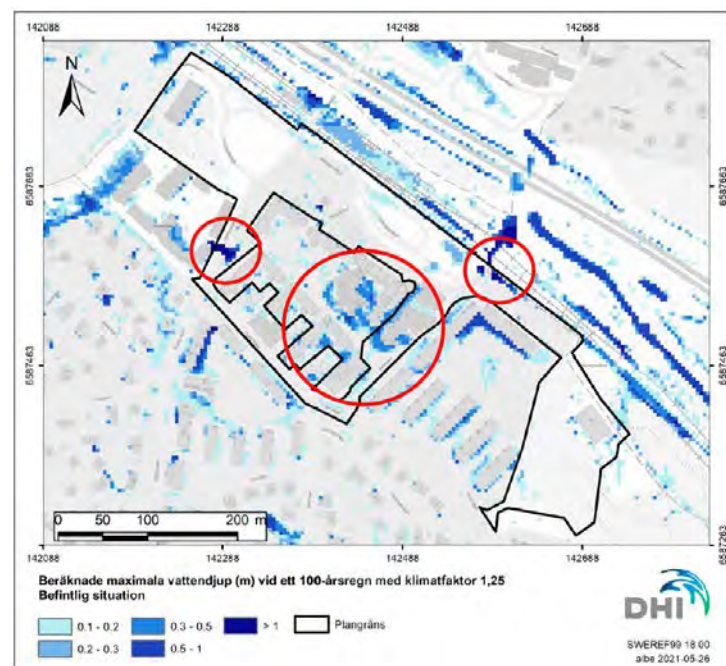 142088 142288 142488 142688
N
6587663 6587663
6587463 6587463
0 50 100 200 m
6587263 6587263
142088 142288 142488 142688
Beräknade maximala vattendjup (m) vid ett 100-årsregn med klimatfaktor 1,25
Befintlig situation
0.1 - 0.2 0.3 - 0.5 > 1 Plangräns
0.2 - 0.3 0.5 - 1
DHI
SWEREF99 18 00
albe 2021-05-26